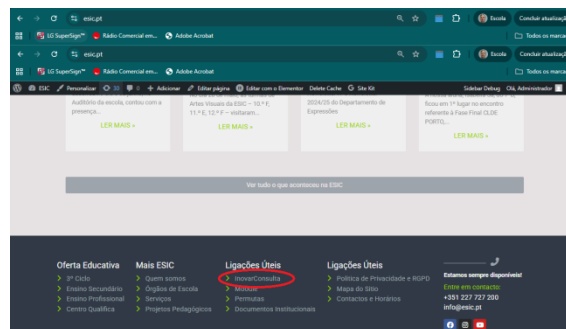 esic.pt
Escola
Concluir atualizaçã
LG SuperSign™
Rádio Comercial em...
Adobe Acrobat
Todos os marca
esic.pt
Escola
Concluir atualizaçã
LG SuperSign™
Rádio Comercial em...
Adobe Acrobat
Todos os marca
ESIC
Personalizar
30
0
Adicionar
Editar página
Editar com o Elementor
Delete Cache
Site Kit
Sidebar Debug
Olá, Administrador
Auditório da escola, contou com a
presença...
LER MAIS »
Artes Visuais da ESIC – 10.º F,
11.º E, 12.º F – visitaram...
LER MAIS »
2024/25 do Departamento de
Expressões
LER MAIS »
ficou em 1º lugar no encontro
referente à Fase Final CLDE
PORTO,...
LER MAIS »
Ver tudo o que aconteceu na ESIC
Oferta Educativa
3º Ciclo
Ensino Secundário
Ensino Profissional
Centro Qualifica
Mais ESIC
Quem somos
Órgãos de Escola
Serviços
Projetos Pedagógicos
Ligações Úteis
InovarConsulta
Moodle
Permutas
Documentos Institucionais
Ligações Úteis
Política de Privacidade e RGPD
Mapa do Sítio
Contactos e Horários
Estamos sempre disponíveis!
Entre em contacto:
+351 227 727 200
info@esic.pt